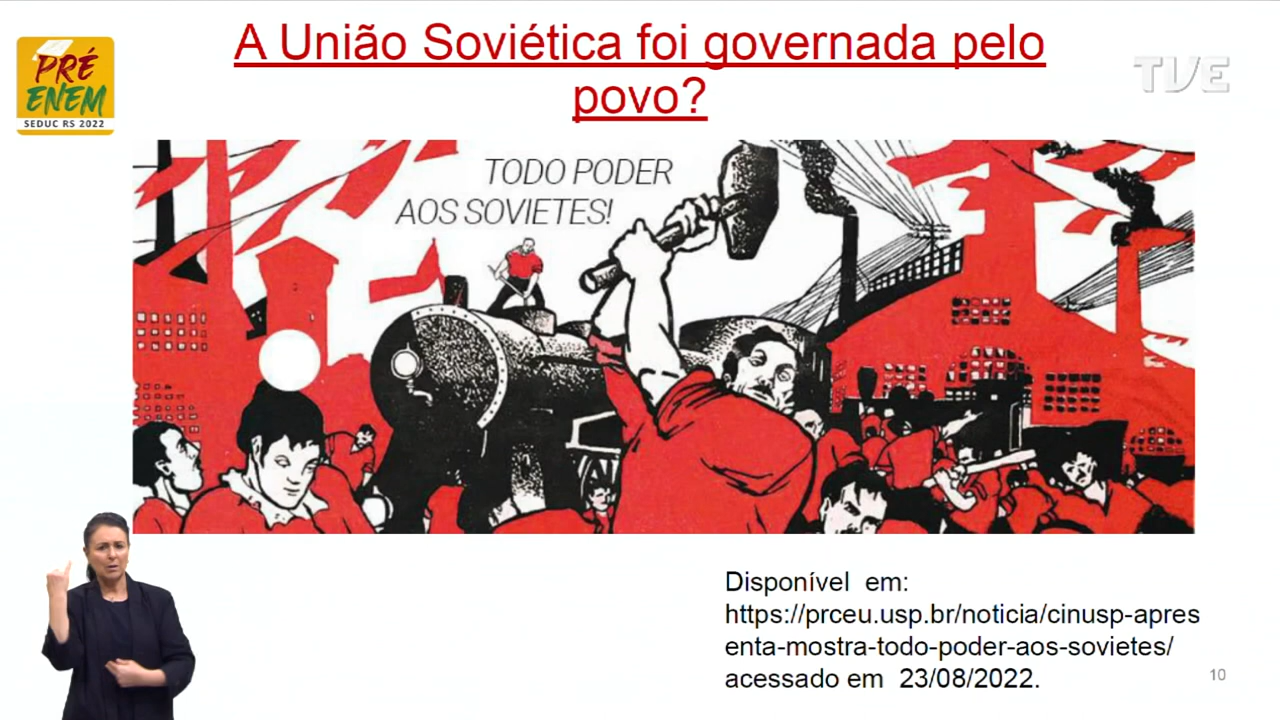 A União Soviética foi governada pelo
povo?
PRÉ
ENEM
SEDUC RS 2022
TVE
TODO PODER
AOS SOVIETES!
Disponível em:
https://prceu.usp.br/noticia/cinusp-apres
enta-mostra-todo-poder-aos-sovietes/
acessado em 23/08/2022.
10